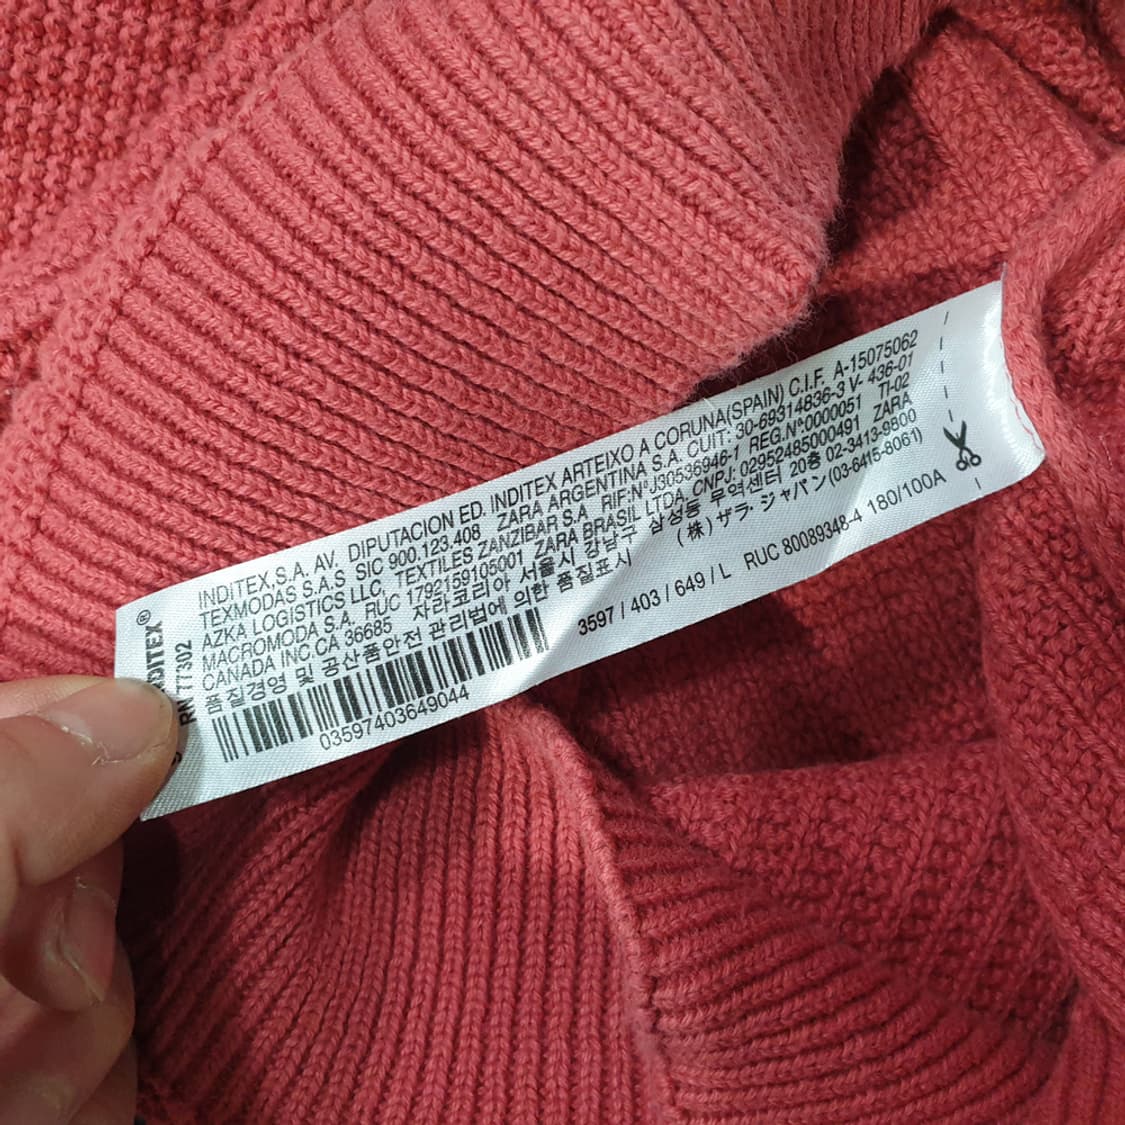 INDITEX,S.A. AV. DIPUTACION ED. INDITEX ARTEIXO A CORUNA(SPAIN) C.I.F. A-15075062
TEXMODAS S.A.S SIC 900.123.408 ZARA ARGENTINA S.A. CUIT: 30-69314836-3 V- 436-01
AZKA LOGISTICS LLC, TEXTILES ZANZIBAR S.A RIF:NºJ30536946-1 REG.Nº0000051 TI-02
MACROMODA S.A. RUC 1792159105001 ZARA BRASIL LTDA. CNPJ: 02952485000491 ZARA
CANADA INC.CA 36685 자라코리아 서울시 강남구 삼성동 무역센터 20층 02-3413-9800
품질경영 및 공산품안전 관리법에 의한 품질표시 (株) ザラ・ジャパン(03-6415-8061)
03597403649044
3597 / 403 / 649 / L RUC 80089348-4 180/100A
RN 77302